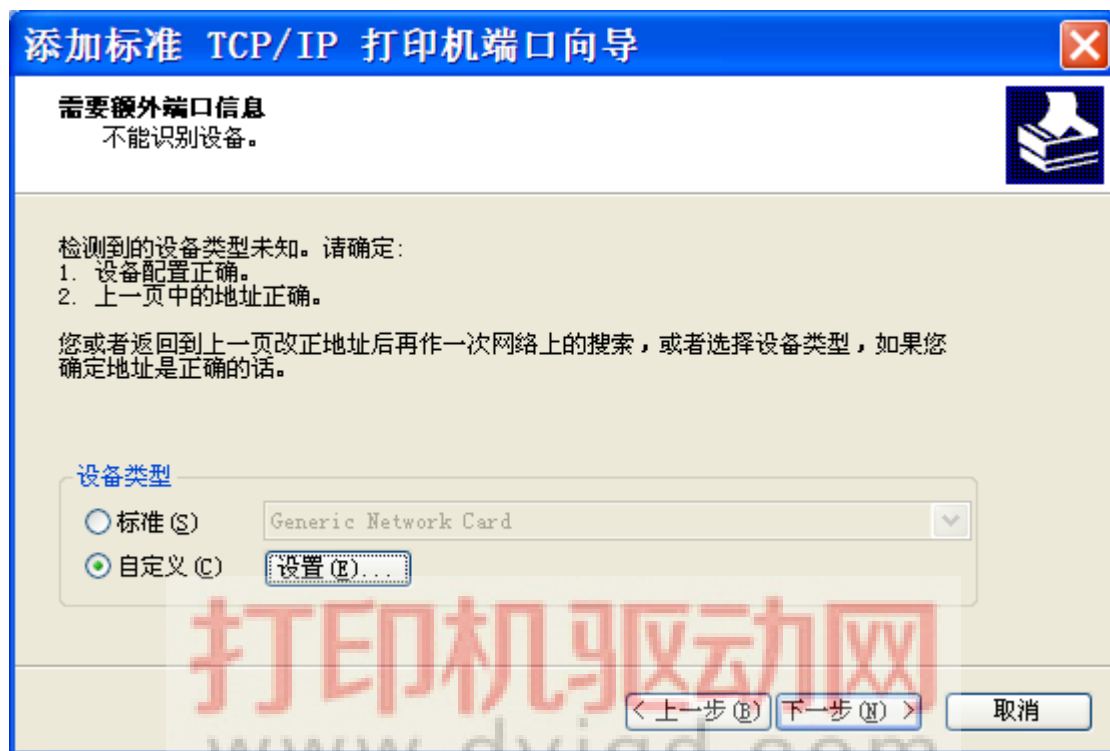 添加标准 TCP/IP 打印机端口向导
需要额外端口信息
不能识别设备。
检测到的设备类型未知。请确定:
1. 设备配置正确。
2. 上一页中的地址正确。
您或者返回到上一页改正地址后再作一次网络上的搜索，或者选择设备类型，如果您
确定地址是正确的话。
设备类型
标准(S)
Generic Network Card
自定义(C)
设置(E)...
打印机驱动网
< 上一步(B)
下一步(N) >
取消